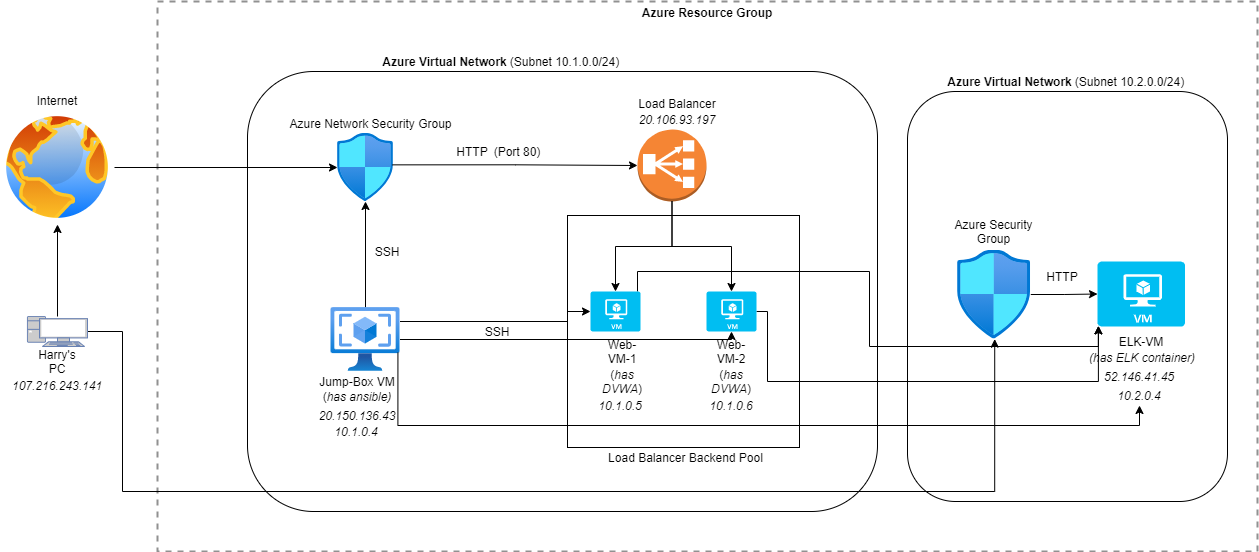 Azure Resource Group
Azure Virtual Network (Subnet 10.1.0.0/24)
Azure Virtual Network (Subnet 10.2.0.0/24)
Internet
Azure Network Security Group
Load Balancer
20.106.93.197
HTTP (Port 80)
SSH
Azure Security
Group
HTTP
VM
ELK-VM
(has ELK container)
52.146.41.45
10.2.0.4
Harry's
PC
107.216.243.141
SSH
Jump-Box VM
(has ansible)
20.150.136.43
10.1.0.4
VM
Web-
VM-1
(has
DVWA)
10.1.0.5
VM
Web-
VM-2
(has
DVWA)
10.1.0.6
Load Balancer Backend Pool